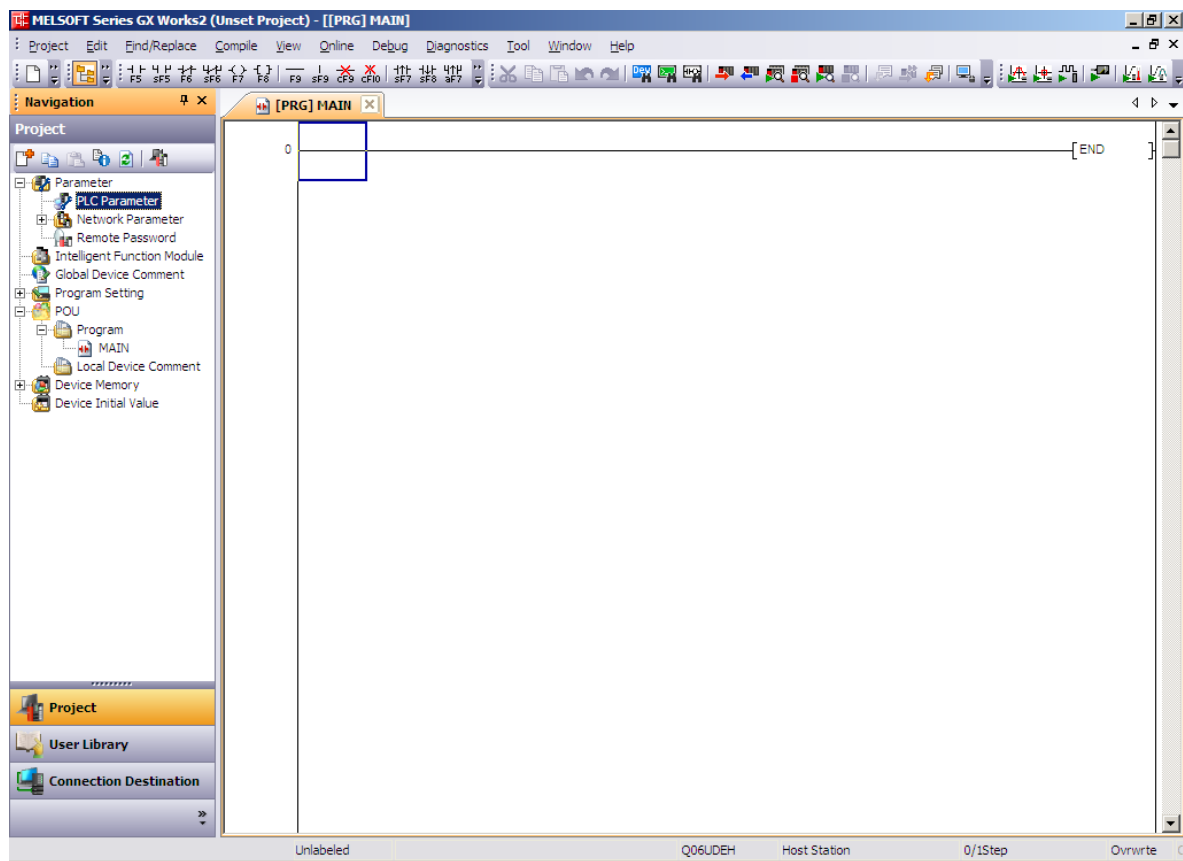 MELSOFT Series GX Works2 (Unset Project) - [[PRG] MAIN]
Project Edit Find/Replace Compile View Online Debug Diagnostics Tool Window Help
F5 sF5 F6 sF6 F7 F8 F9 sF9 cF9 cF10 sF7 sF8 aF7
Navigation
[PRG] MAIN
Project
0
END
Parameter
PLC Parameter
Network Parameter
Remote Password
Intelligent Function Module
Global Device Comment
Program Setting
POU
Program
MAIN
Local Device Comment
Device Memory
Device Initial Value
Project
User Library
Connection Destination
Unlabeled Q06UDEH Host Station 0/1Step Ovrwrte